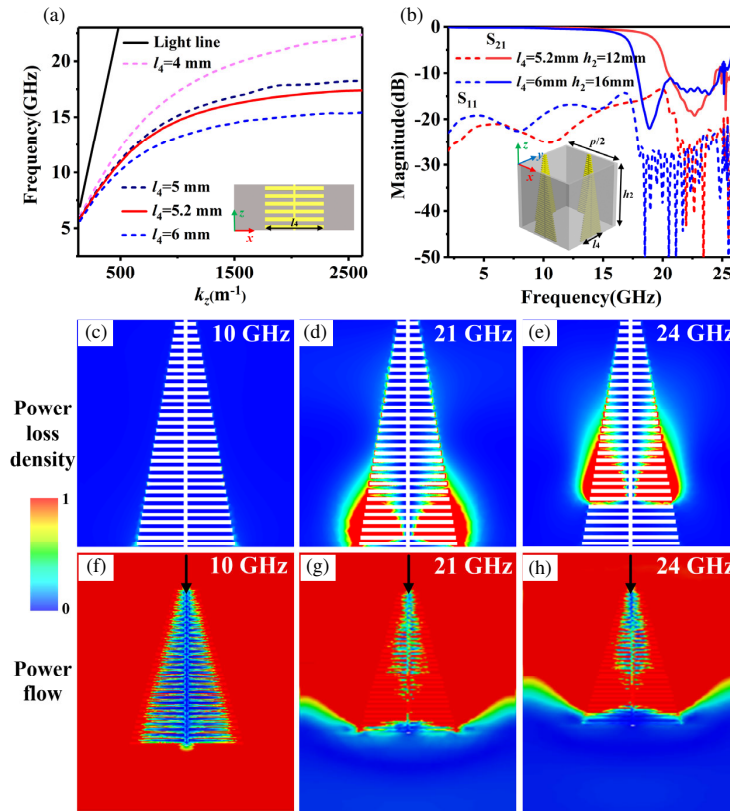 (a)
22
20
15
10
5
Frequency(GHz)
Light line
l₄=4 mm
l₄=5 mm
l₄=5.2 mm
l₄=6 mm
z
x
l₄
500
1500
2500
k_z(m⁻¹)
(b)
0
-10
-20
-30
-40
-50
Magnitude(dB)
S₂₁
l₄=5.2mm h₂=12mm
l₄=6mm h₂=16mm
S₁₁
z
y
x
p/2
h₂
l₄
5
10
15
20
25
Frequency(GHz)
Power
loss
density
(c)
10 GHz
(d)
21 GHz
(e)
24 GHz
1
0
Power
flow
(f)
10 GHz
(g)
21 GHz
(h)
24 GHz